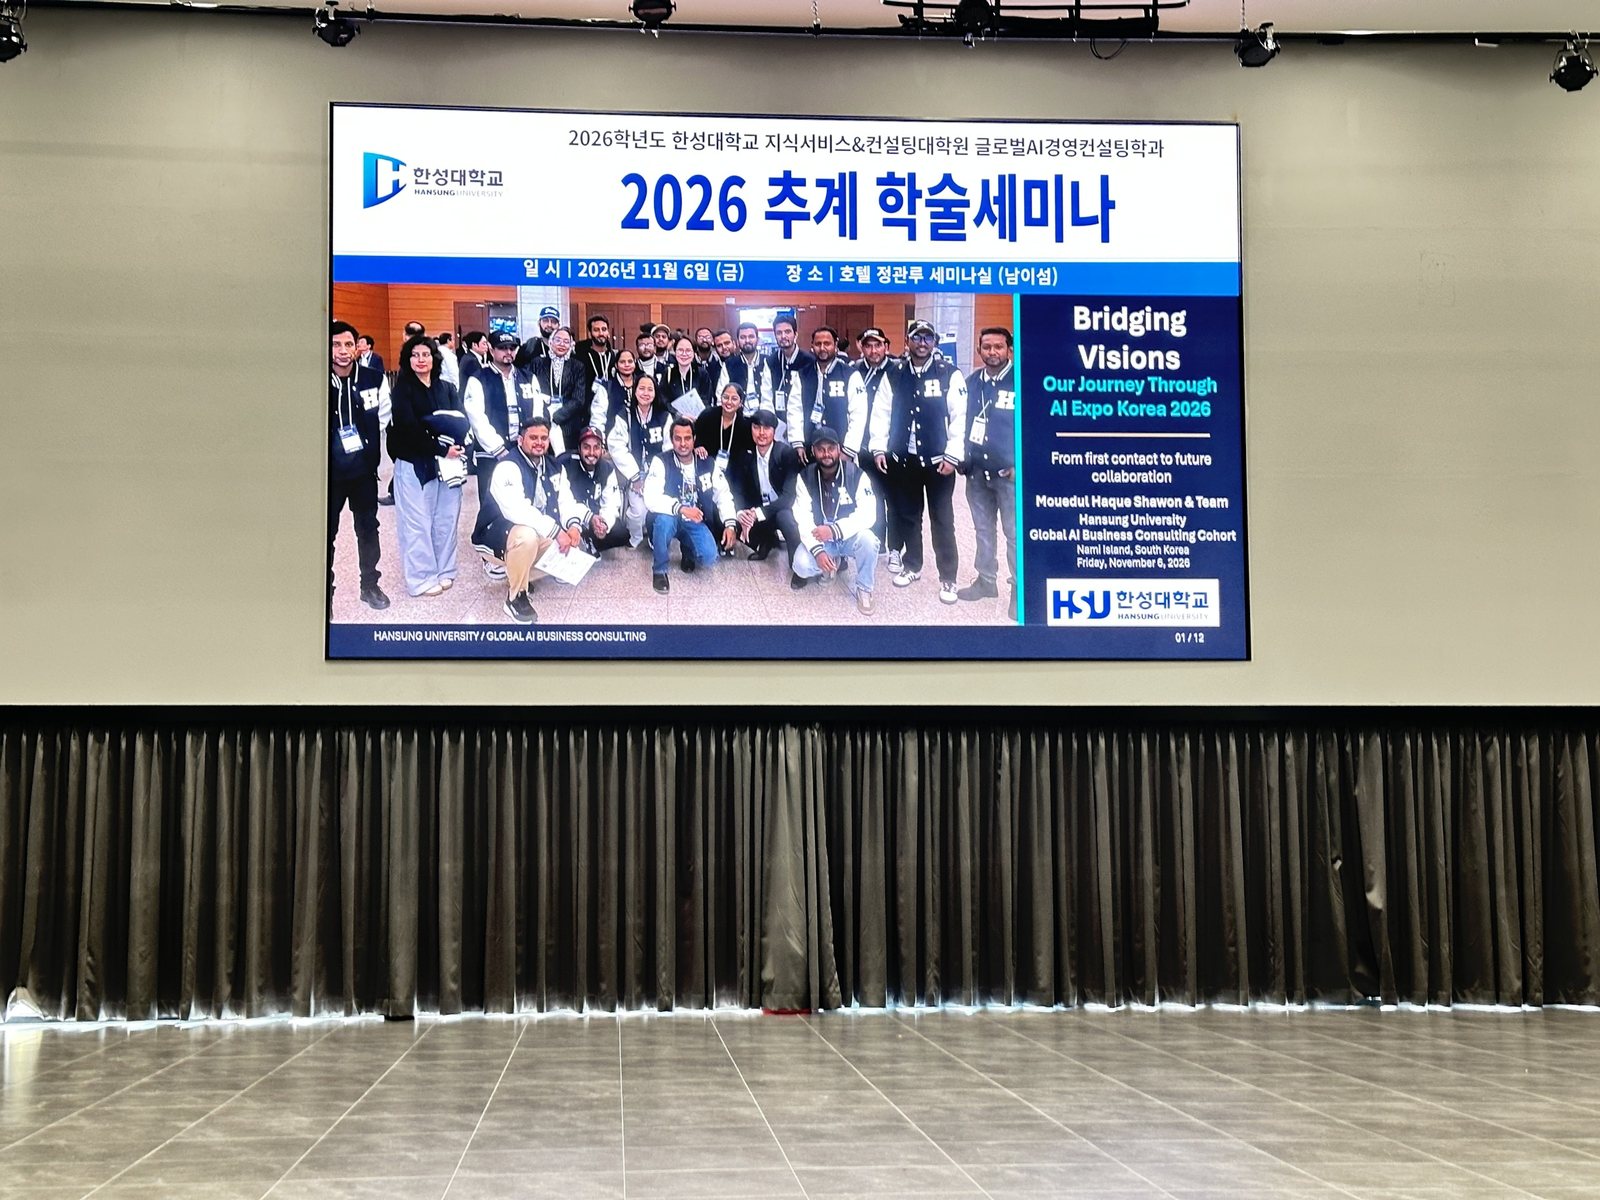 2026학년도 한성대학교 지식서비스&컨설팅대학원 글로벌AI경영컨설팅학과
한성대학교
HANSUNG UNIVERSITY
2026 추계 학술세미나
일 시 | 2026년 11월 6일 (금) 장 소 | 호텔 정관루 세미나실 (남이섬)
Bridging
Visions
Our Journey Through
AI Expo Korea 2026
From first contact to future
collaboration
Mouedul Haque Shawon & Team
Hansung University
Global AI Business Consulting Cohort
Nami Island, South Korea
Friday, November 6, 2026
HSU 한성대학교
HANSUNG UNIVERSITY
HANSUNG UNIVERSITY / GLOBAL AI BUSINESS CONSULTING
01 / 12